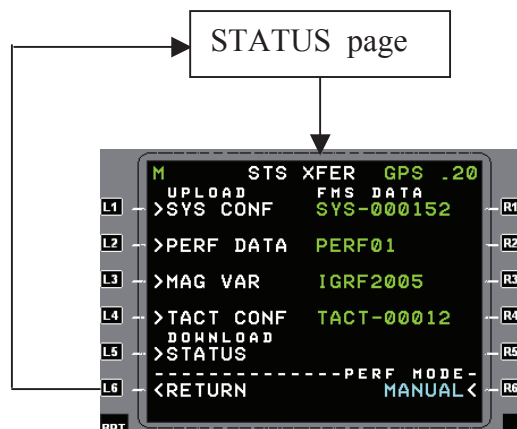 STATUS page
M STS XFER GPS .20
UPLOAD FMS DATA
L1 >SYS CONF SYS-000152 R1
L2 >PERF DATA PERF01 R2
L3 >MAG VAR IGRF2005 R3
L4 >TACT CONF TACT-00012 R4
DOWNLOAD
L5 >STATUS R5
--------------PERF MODE-
L6 <RETURN MANUAL< R6